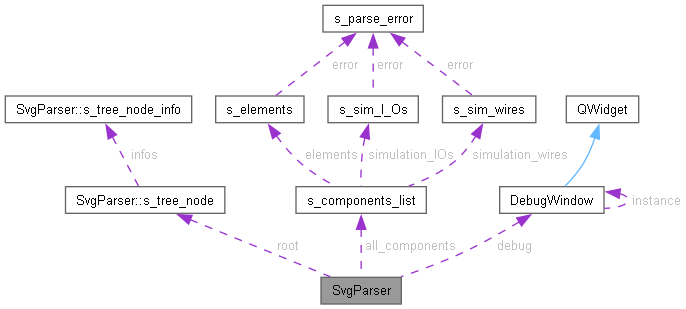 s_parse_error
error
error
error
SvgParser::s_tree_node_info
s_elements
s_sim_I_Os
s_sim_wires
QWidget
infos
elements
simulation_IOs
simulation_wires
SvgParser::s_tree_node
s_components_list
DebugWindow
instance
root
all_components
debug
SvgParser